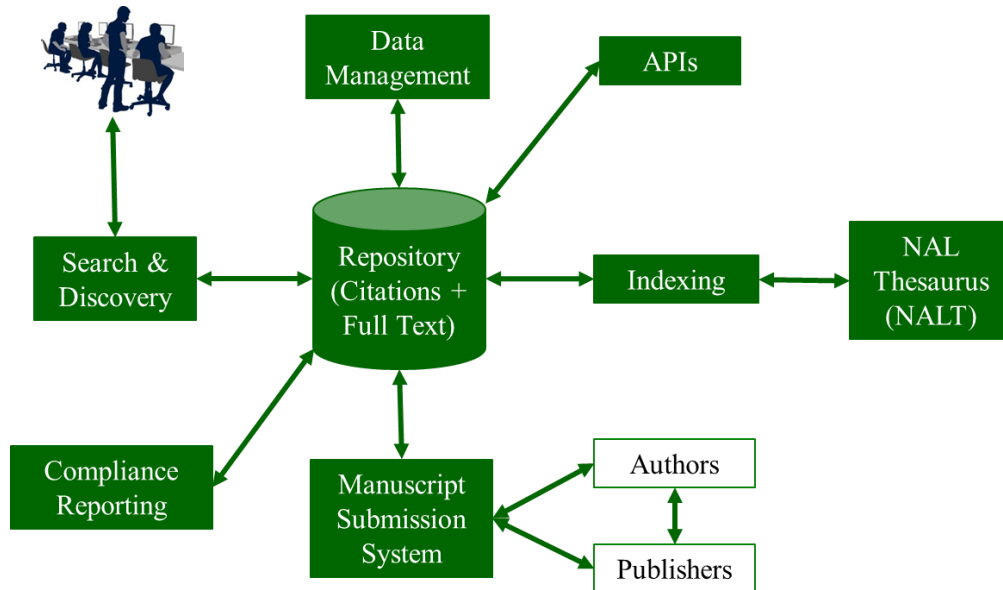 Data
Management
APIs
Search &
Discovery
Repository
(Citations +
Full Text)
Indexing
NAL
Thesaurus
(NALT)
Compliance
Reporting
Manuscript
Submission
System
Authors
Publishers